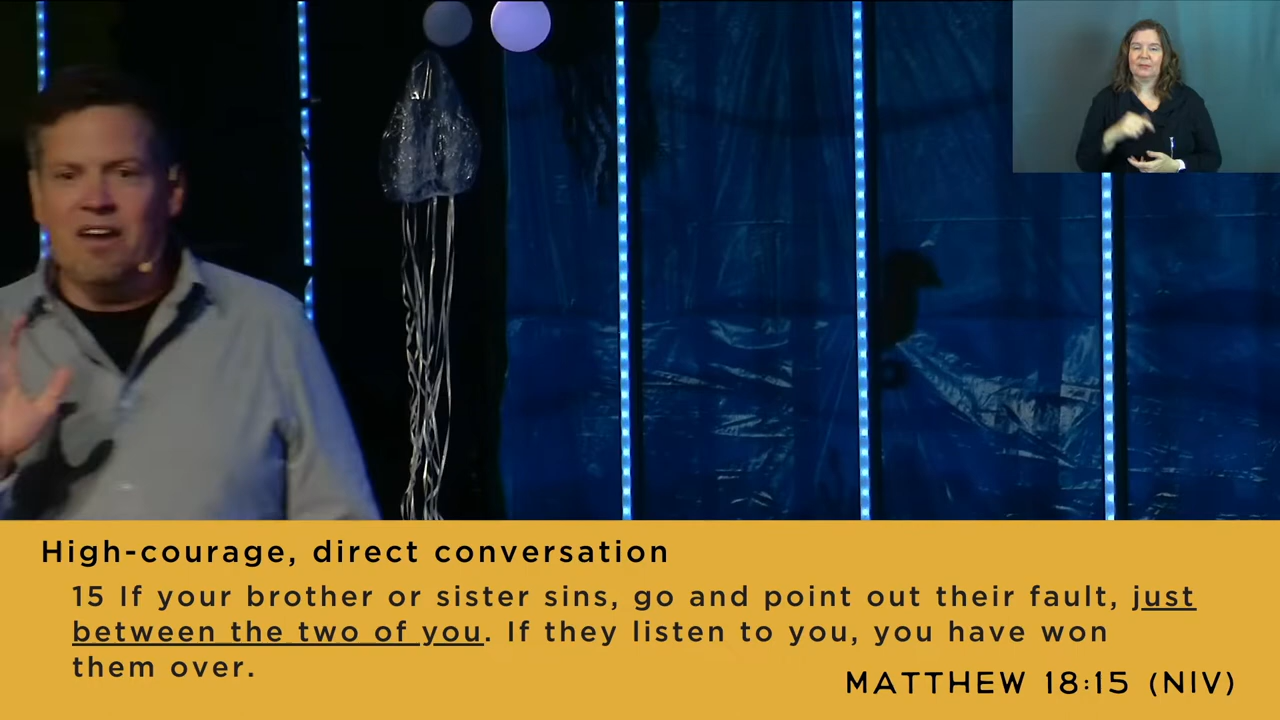 High-courage, direct conversation
15 If your brother or sister sins, go and point out their fault, just
between the two of you. If they listen to you, you have won
them over.
MATTHEW 18:15 (NIV)